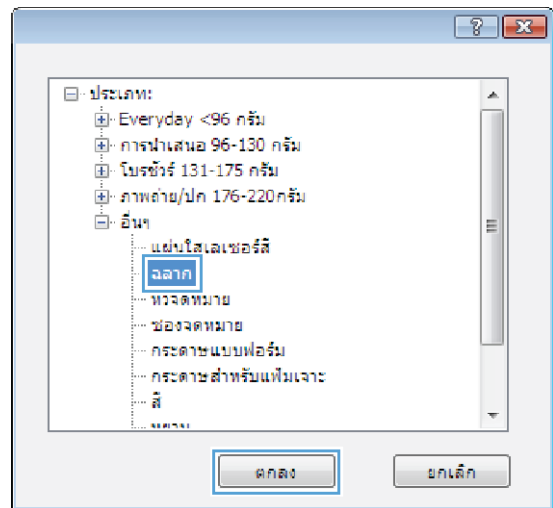 ประเภท:
Everyday <96 กรัม
การนำเสนอ 96-130 กรัม
โบรชัวร์ 131-175 กรัม
ภาพถ่าย/ปก 176-220กรัม
อื่นๆ
แผ่นใสเลเซอร์สี
ฉลาก
หัวจดหมาย
ซองจดหมาย
กระดาษแบบฟอร์ม
กระดาษสำหรับแฟ้มเจาะ
สี
ตกลง
ยกเลิก